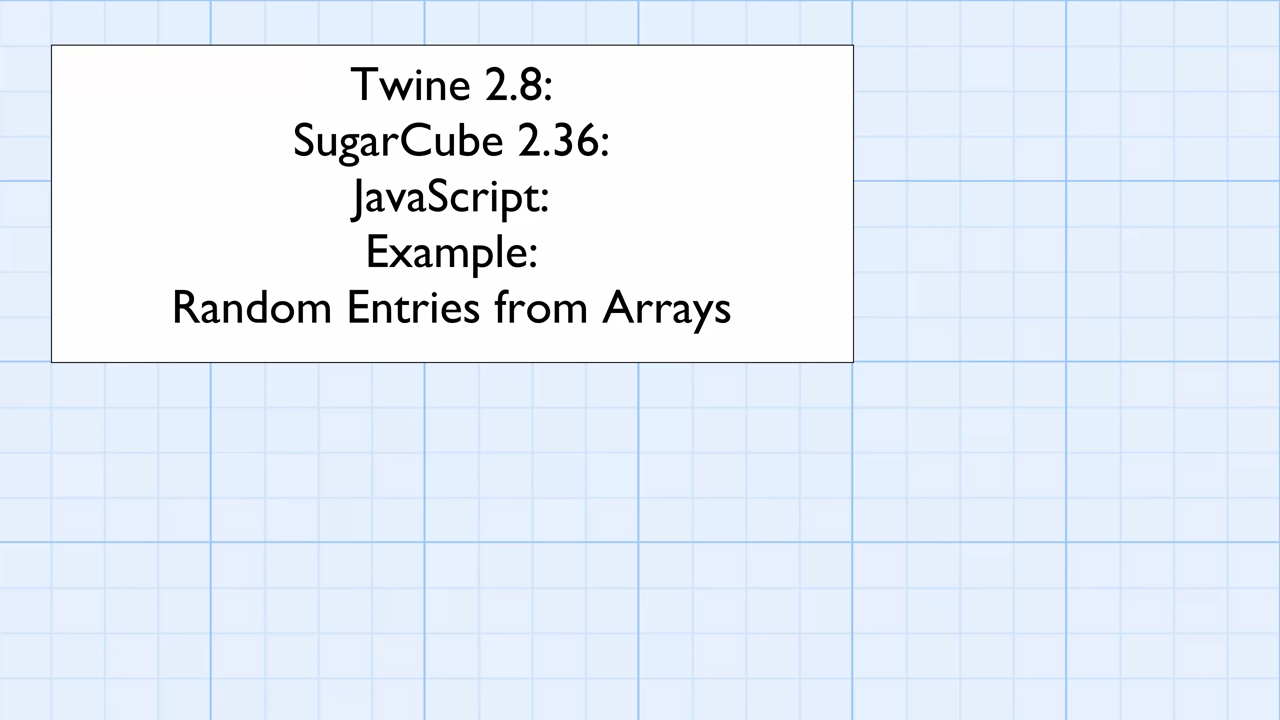 Twine 2.8:
SugarCube 2.36:
JavaScript:
Example:
Random Entries from Arrays